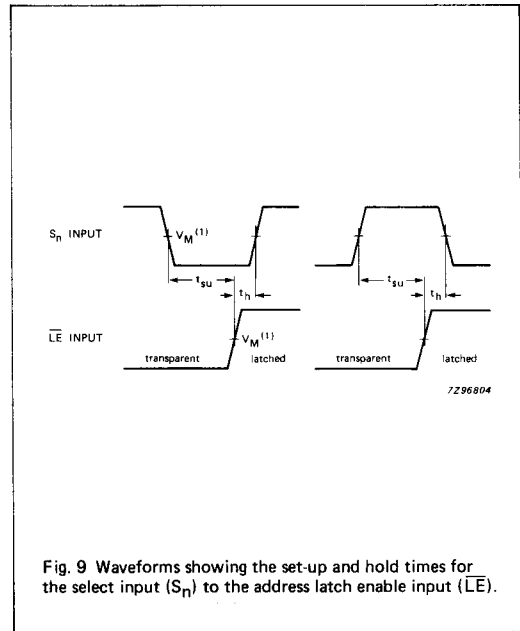 Sn INPUT
VM(1)
tsu
th
tsu
th
LE INPUT
VM(1)
transparent
latched
transparent
latched
7Z96804
Fig. 9 Waveforms showing the set-up and hold times for
the select input (Sn) to the address latch enable input (LE).